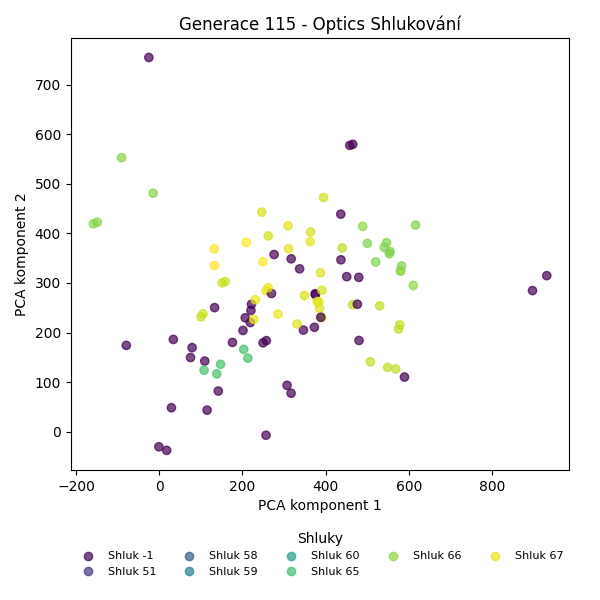 Generace 115 - Optics Shlukování
700
600
500
400
300
200
100
0
PCA komponent 2
−200 0 200 400 600 800
PCA komponent 1
Shluky
Shluk -1 Shluk 58 Shluk 60 Shluk 66 Shluk 67
Shluk 51 Shluk 59 Shluk 65